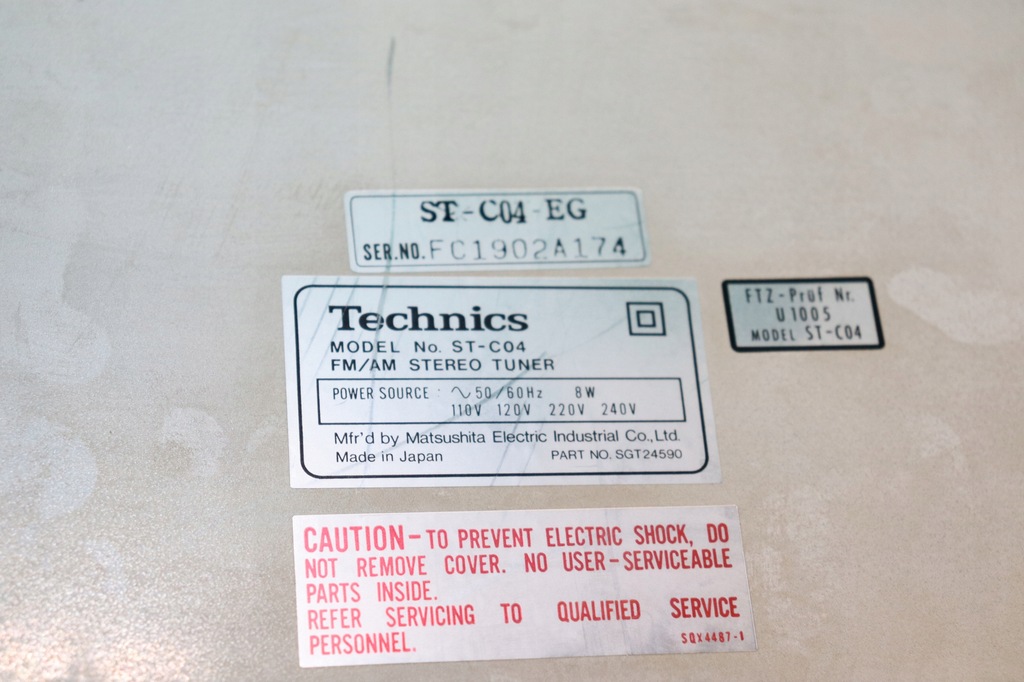 ST-C04-EG
SER.NO. FC1902A174
Technics
MODEL No. ST-C04
FM/AM STEREO TUNER
POWER SOURCE : ∿ 50/60Hz 8W
110V 120V 220V 240V
Mfr'd by Matsushita Electric Industrial Co., Ltd.
Made in Japan PART NO. SGT24590
FTZ-Prüf Nr.
U1005
MODEL ST-C04
CAUTION-TO PREVENT ELECTRIC SHOCK, DO
NOT REMOVE COVER. NO USER-SERVICEABLE
PARTS INSIDE.
REFER SERVICING TO QUALIFIED SERVICE
PERSONNEL.
SQX4487-1